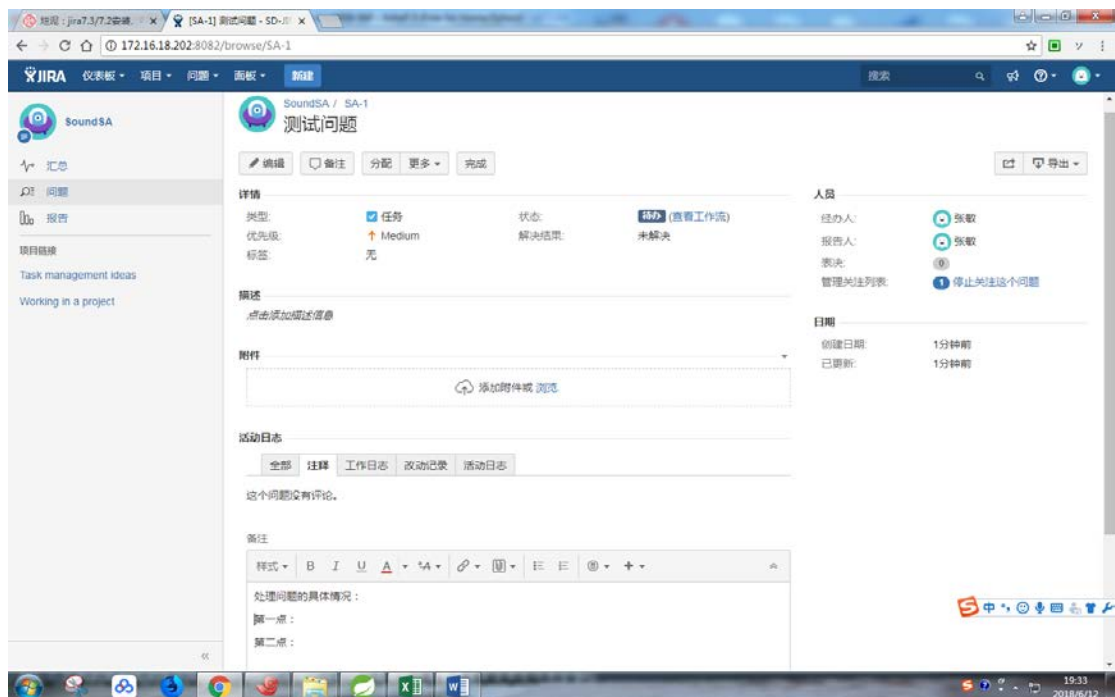 [SA-1] 测试问题 - SD-JI
172.16.18.202:8082/browse/SA-1
JIRA 仪表板 项目 问题 面板 新建 搜索
SoundSA
汇总
问题
报告
项目链接
Task management ideas
Working in a project
SoundSA / SA-1
测试问题
编辑 备注 分配 更多 完成 导出
详情
类型: 任务 状态: 待办 (查看工作流)
优先级: Medium 解决结果: 未解决
标签: 无
描述
点击添加描述信息
附件
添加附件或 浏览.
活动日志
全部 注释 工作日志 改动记录 活动日志
这个问题没有评论。
备注
样式 B I U A
处理问题的具体情况：
第一点：
第二点：
人员
经办人: 张敏
报告人: 张敏
表决: 0
管理关注列表: 1 停止关注这个问题
日期
创建日期: 1分钟前
已更新: 1分钟前
中
19:33
2018/6/12